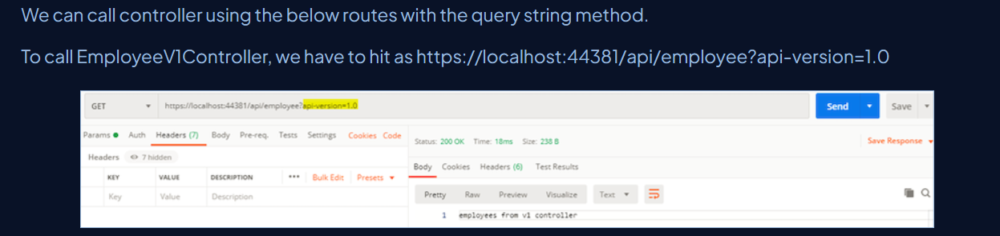 We can call controller using the below routes with the query string method.
To call EmployeeV1Controller, we have to hit as https://localhost:44381/api/employee?api-version=1.0
GET https://localhost:44381/api/employee?api-version=1.0 Send Save
Params Auth Headers (7) Body Pre-req. Tests Settings Cookies Code
Status: 200 OK Time: 18ms Size: 238 B Save Response
Headers 7 hidden
Body Cookies Headers (6) Test Results
KEY VALUE DESCRIPTION ••• Bulk Edit Presets
Pretty Raw Preview Visualize Text
Key Value Description
1 employees from v1 controller